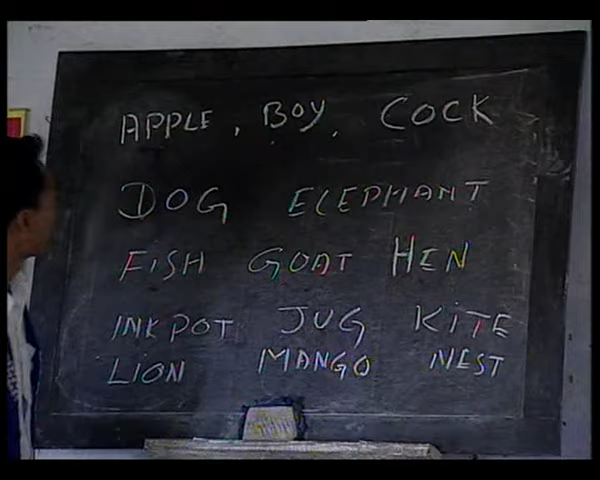 APPLE, BOY, COCK
DOG ELEPHANT
FISH GOAT HEN
INKPOT JUG KITE
LION MANGO NEST